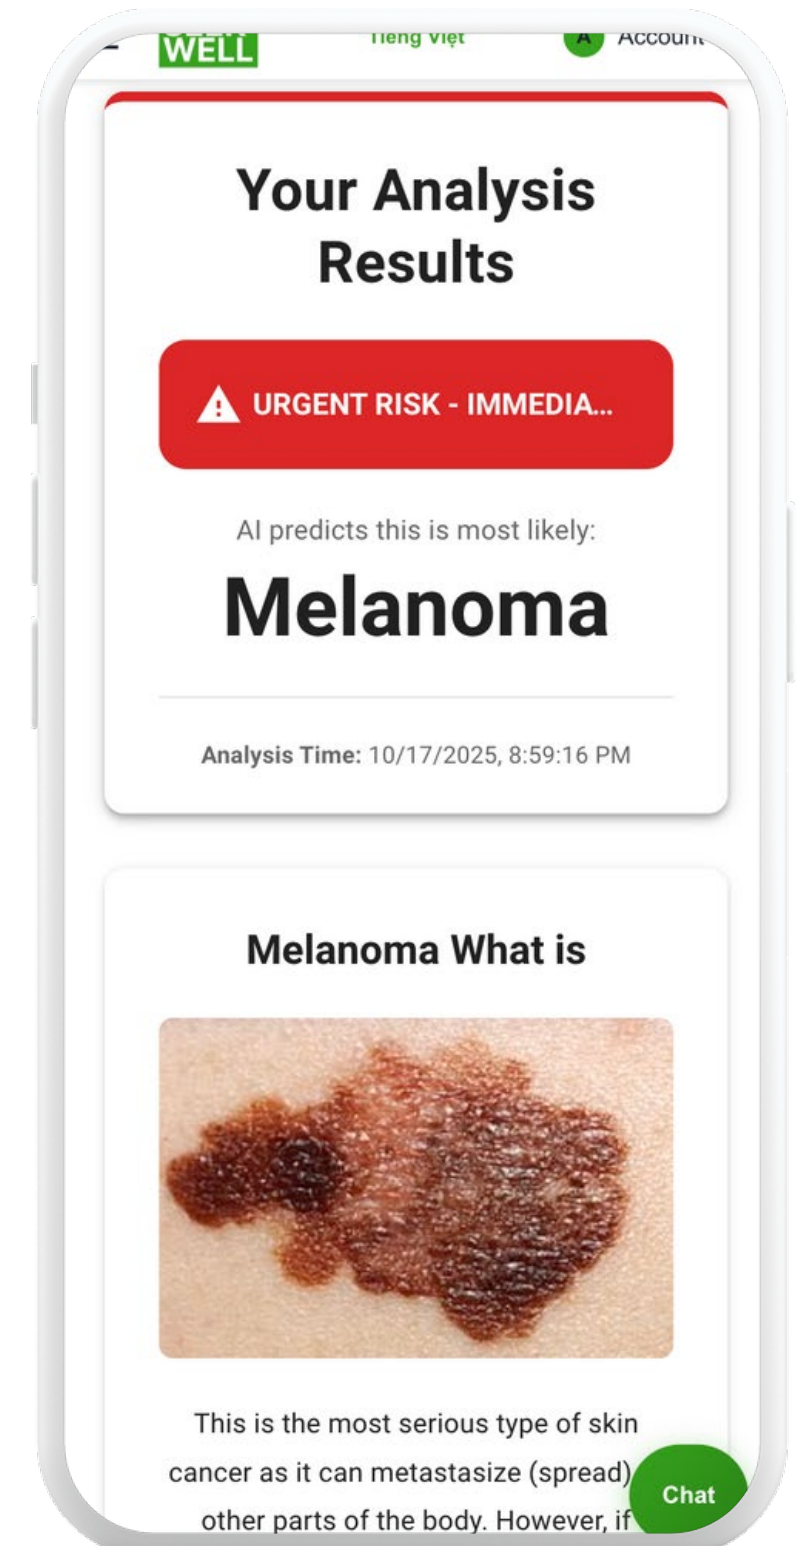 WELL
Tiếng Việt
A
Account
Your Analysis
Results
URGENT RISK - IMMEDIA...
AI predicts this is most likely:
Melanoma
Analysis Time: 10/17/2025, 8:59:16 PM
Melanoma What is
This is the most serious type of skin
cancer as it can metastasize (spread)
other parts of the body. However, if
Chat